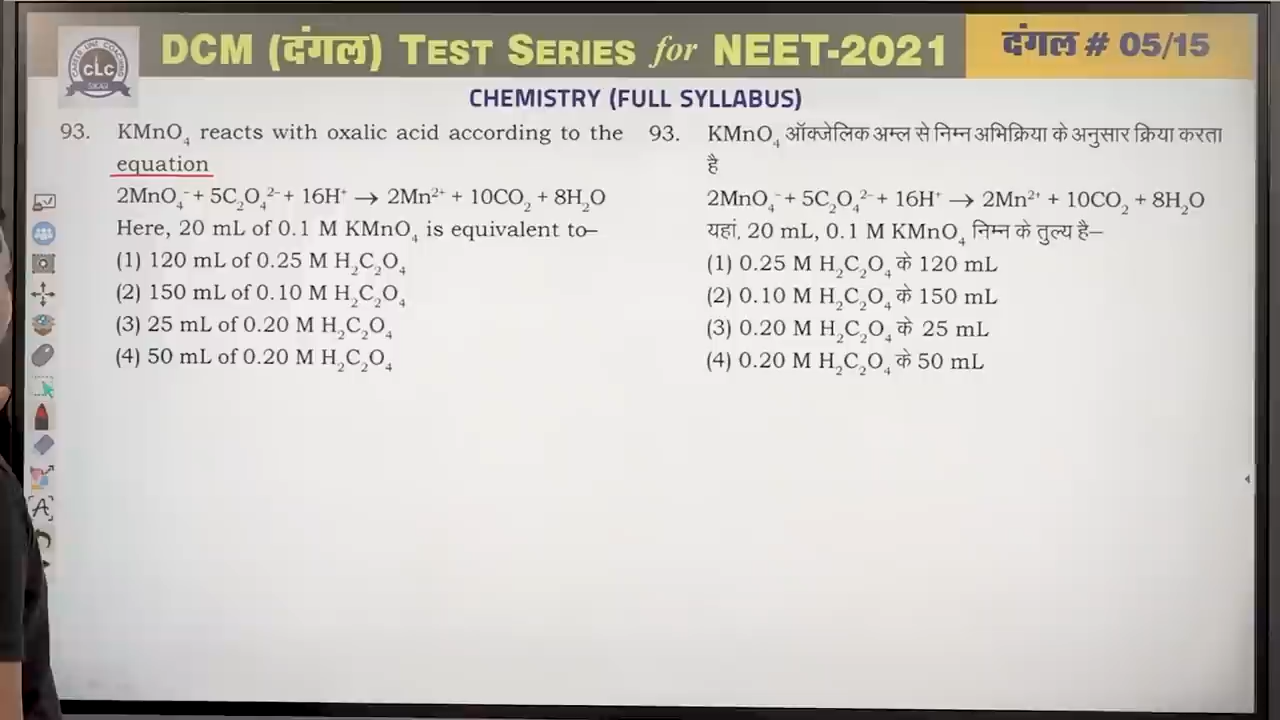 DCM (दंगल) TEST SERIES for NEET-2021
दंगल # 05/15
CLC
SIKAR
CHEMISTRY (FULL SYLLABUS)
93. KMnO₄ reacts with oxalic acid according to the
equation
2MnO₄⁻ + 5C₂O₄²⁻ + 16H⁺ → 2Mn²⁺ + 10CO₂ + 8H₂O
Here, 20 mL of 0.1 M KMnO₄ is equivalent to–
(1) 120 mL of 0.25 M H₂C₂O₄
(2) 150 mL of 0.10 M H₂C₂O₄
(3) 25 mL of 0.20 M H₂C₂O₄
(4) 50 mL of 0.20 M H₂C₂O₄
93. KMnO₄ ऑक्जेलिक अम्ल से निम्न अभिक्रिया के अनुसार क्रिया करता
है
2MnO₄⁻ + 5C₂O₄²⁻ + 16H⁺ → 2Mn²⁺ + 10CO₂ + 8H₂O
यहां, 20 mL, 0.1 M KMnO₄ निम्न के तुल्य है–
(1) 0.25 M H₂C₂O₄ के 120 mL
(2) 0.10 M H₂C₂O₄ के 150 mL
(3) 0.20 M H₂C₂O₄ के 25 mL
(4) 0.20 M H₂C₂O₄ के 50 mL